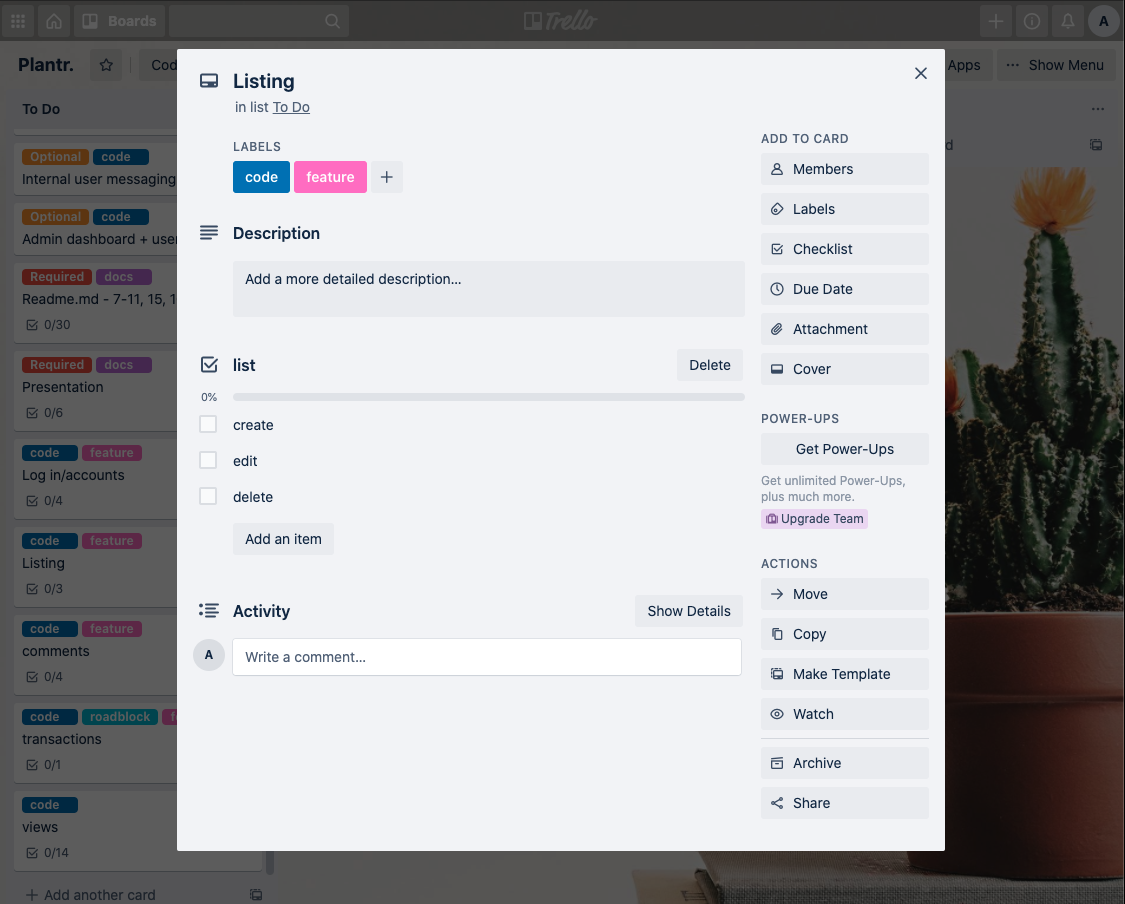 Boards
Trello
A
Plantr.
Cod
Apps
Show Menu
To Do
Optional code
Internal user messaging
Optional code
Admin dashboard + user
Required docs
Readme.md - 7-11, 15, 1
0/30
Required docs
Presentation
0/6
code feature
Log in/accounts
0/4
code feature
Listing
0/3
code feature
comments
0/4
code roadblock f
transactions
0/1
code
views
0/14
Add another card
Listing
in list To Do
LABELS
code feature
Description
Add a more detailed description...
list
Delete
0%
create
edit
delete
Add an item
Activity
Show Details
A
Write a comment...
ADD TO CARD
Members
Labels
Checklist
Due Date
Attachment
Cover
POWER-UPS
Get Power-Ups
Get unlimited Power-Ups,
plus much more.
Upgrade Team
ACTIONS
Move
Copy
Make Template
Watch
Archive
Share
d